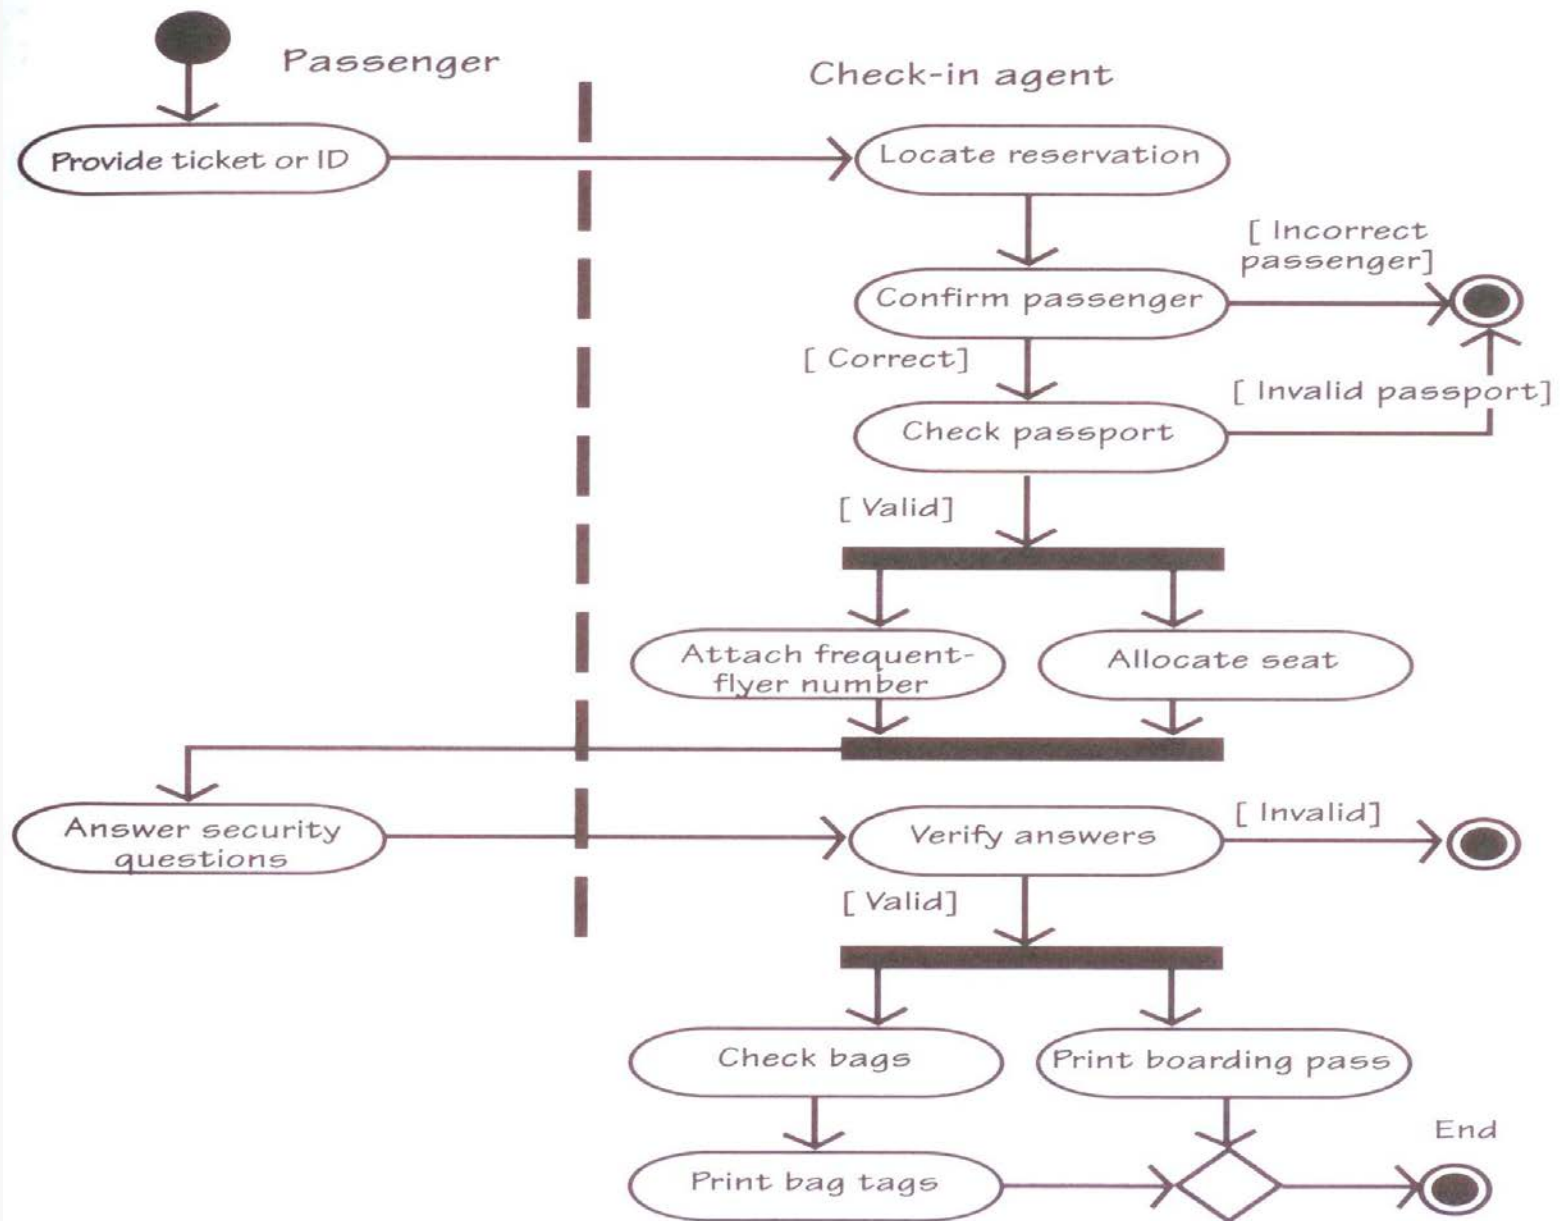 Passenger
Check-in agent
Provide ticket or ID
Locate reservation
[ Incorrect
passenger]
Confirm passenger
[ Correct]
[ Invalid passport]
Check passport
[ Valid]
Attach frequent-
flyer number
Allocate seat
Answer security
questions
Verify answers
[ Invalid]
[ Valid]
Check bags
Print boarding pass
End
Print bag tags